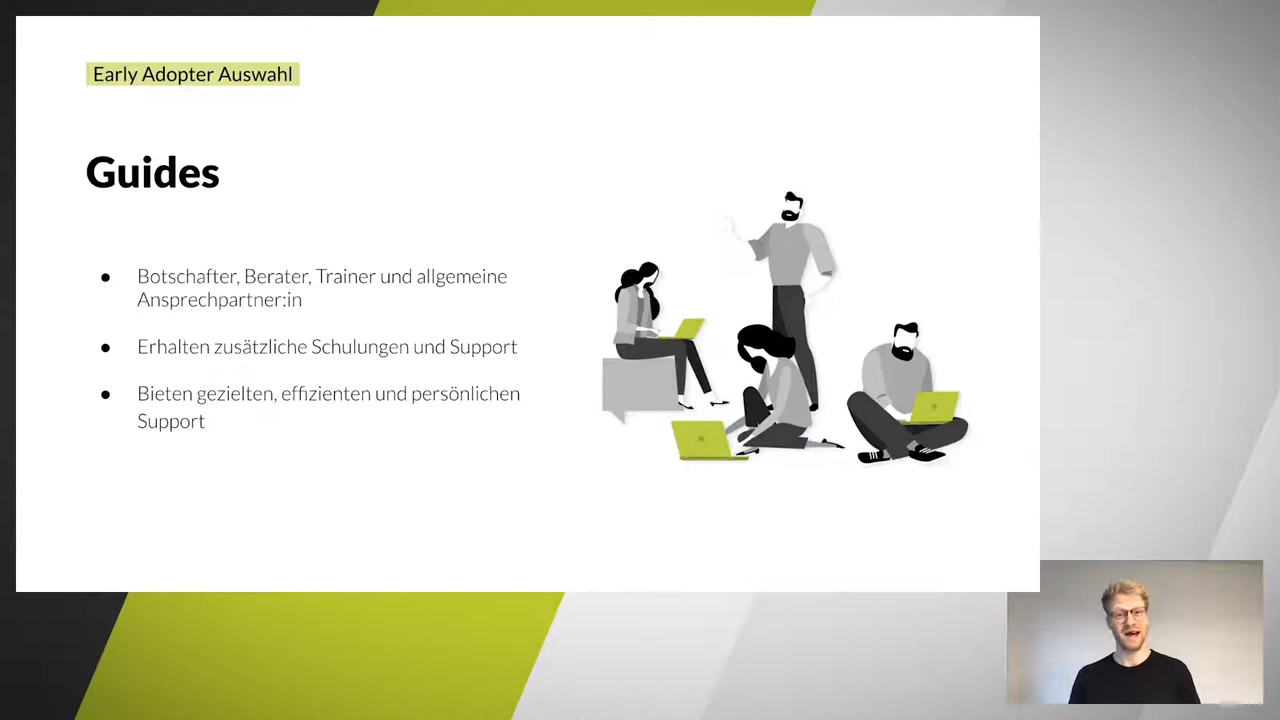 Early Adopter Auswahl
Guides
● Botschafter, Berater, Trainer und allgemeine
Ansprechpartner:in
● Erhalten zusätzliche Schulungen und Support
● Bieten gezielten, effizienten und persönlichen
Support